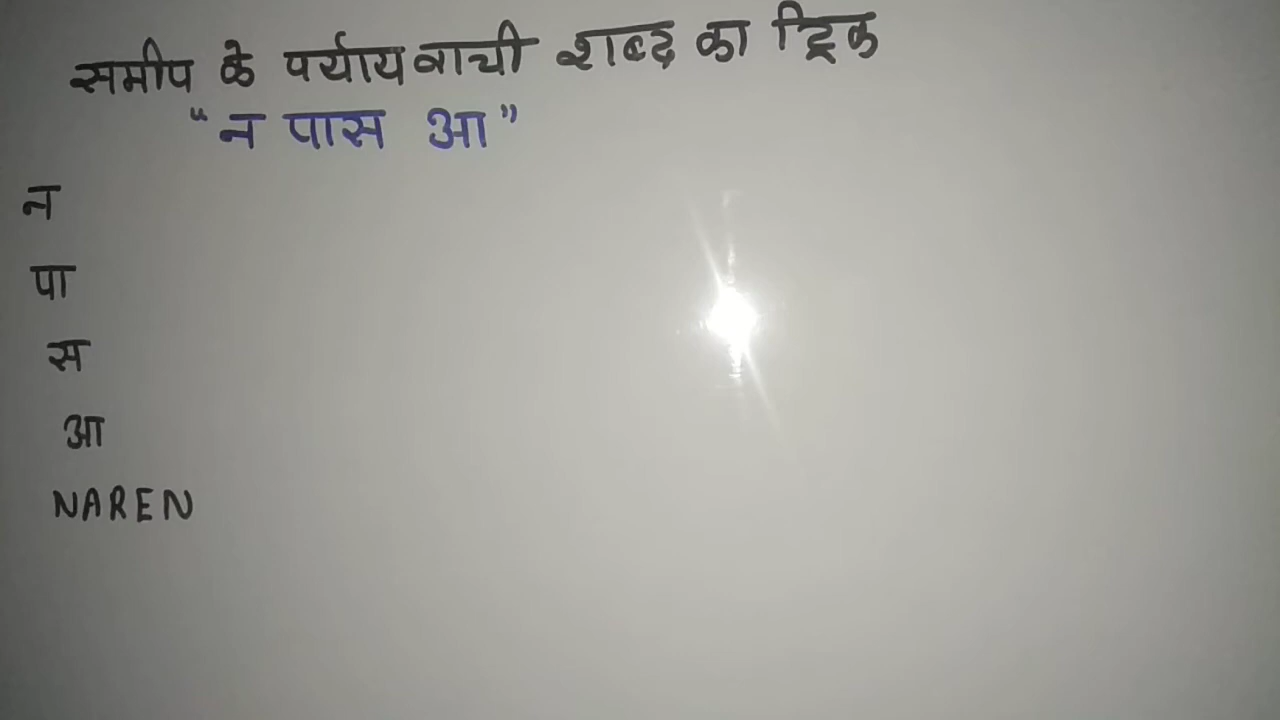 समीप के पर्यायवाची शब्द का ट्रिक
“न पास आ”
न
पा
स
आ
NAREN